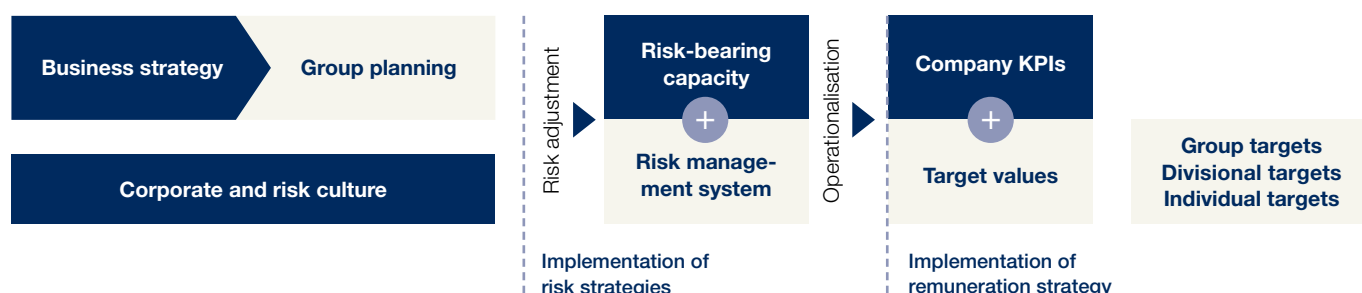 Business strategy
Group planning
Corporate and risk culture
Risk adjustment
Risk-bearing
capacity
+
Risk manage-
ment system
Implementation of
risk strategies
Operationalisation
Company KPIs
+
Target values
Implementation of
remuneration strategy
Group targets
Divisional targets
Individual targets